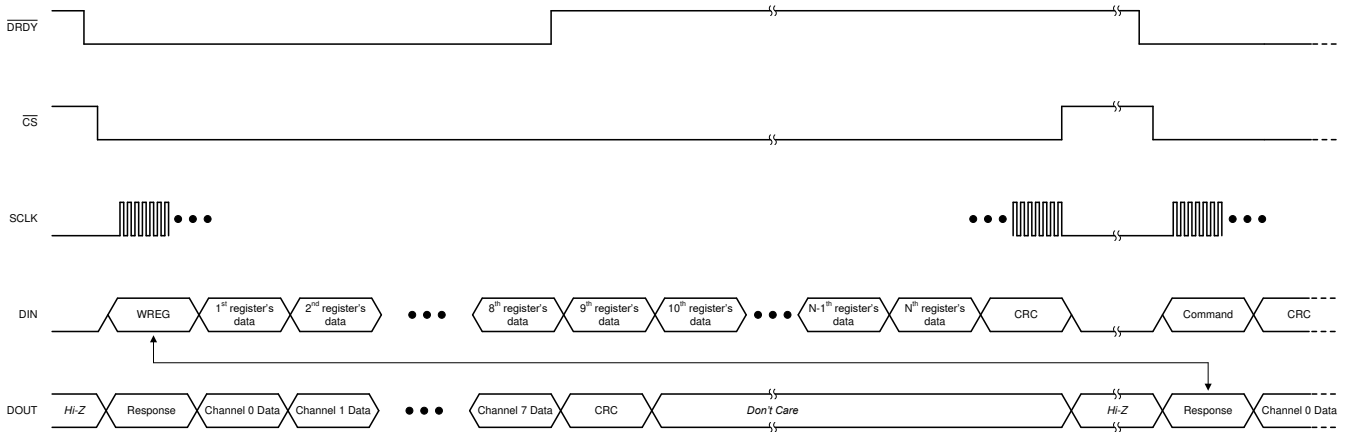 DRDY
CS
SCLK
DIN
WREG
1st register's
data
2nd register's
data
8th register's
data
9th register's
data
10th register's
data
N-1th register's
data
Nth register's
data
CRC
Command
CRC
DOUT
Hi-Z
Response
Channel 0 Data
Channel 1 Data
Channel 7 Data
CRC
Don't Care
Hi-Z
Response
Channel 0 Data